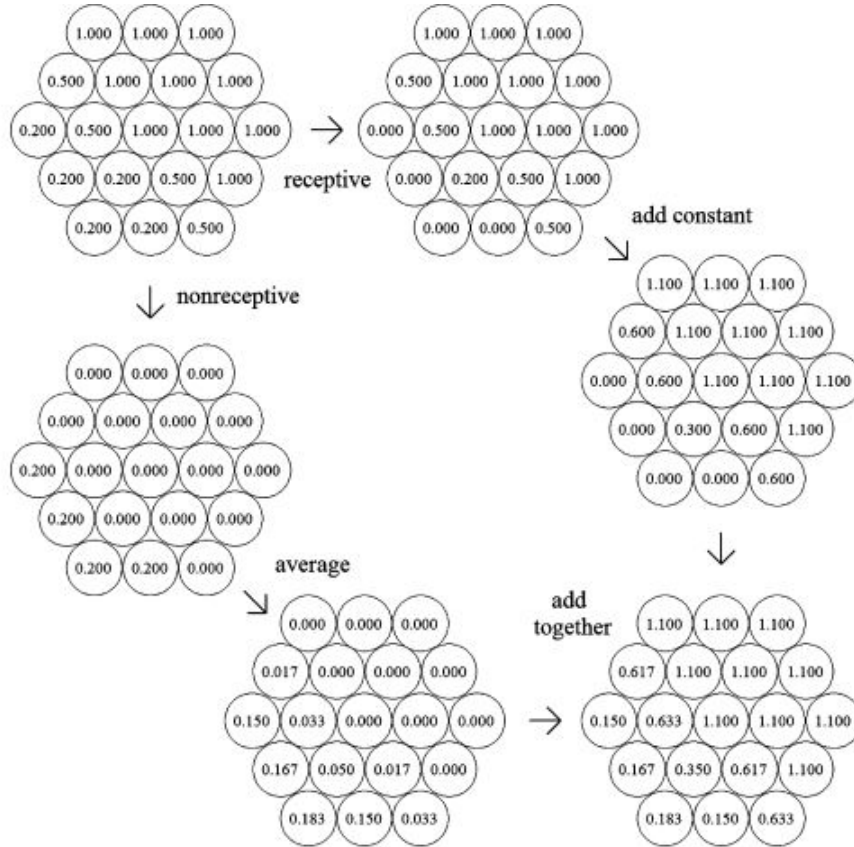 1.000 1.000 1.000
0.500 1.000 1.000 1.000
0.200 0.500 1.000 1.000 1.000
0.200 0.200 0.500 1.000
0.200 0.200 0.500
receptive
1.000 1.000 1.000
0.500 1.000 1.000 1.000
0.000 0.500 1.000 1.000 1.000
0.000 0.200 0.500 1.000
0.000 0.000 0.500
add constant
1.100 1.100 1.100
0.600 1.100 1.100 1.100
0.000 0.600 1.100 1.100 1.100
0.000 0.300 0.600 1.100
0.000 0.000 0.600
nonreceptive
0.000 0.000 0.000
0.000 0.000 0.000 0.000
0.200 0.000 0.000 0.000 0.000
0.200 0.000 0.000 0.000
0.200 0.200 0.000
average
0.000 0.000 0.000
0.017 0.000 0.000 0.000
0.150 0.033 0.000 0.000 0.000
0.167 0.050 0.017 0.000
0.183 0.150 0.033
add
together
1.100 1.100 1.100
0.617 1.100 1.100 1.100
0.150 0.633 1.100 1.100 1.100
0.167 0.350 0.617 1.100
0.183 0.150 0.633